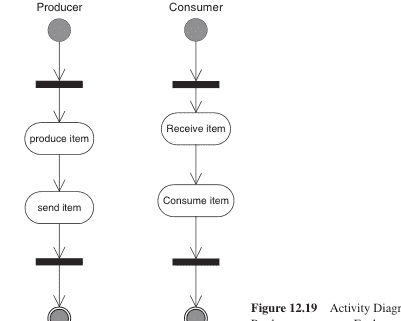 Producer
Consumer
produce item
Receive item
send item
Consume item
Figure 12.19 Activity Diagr